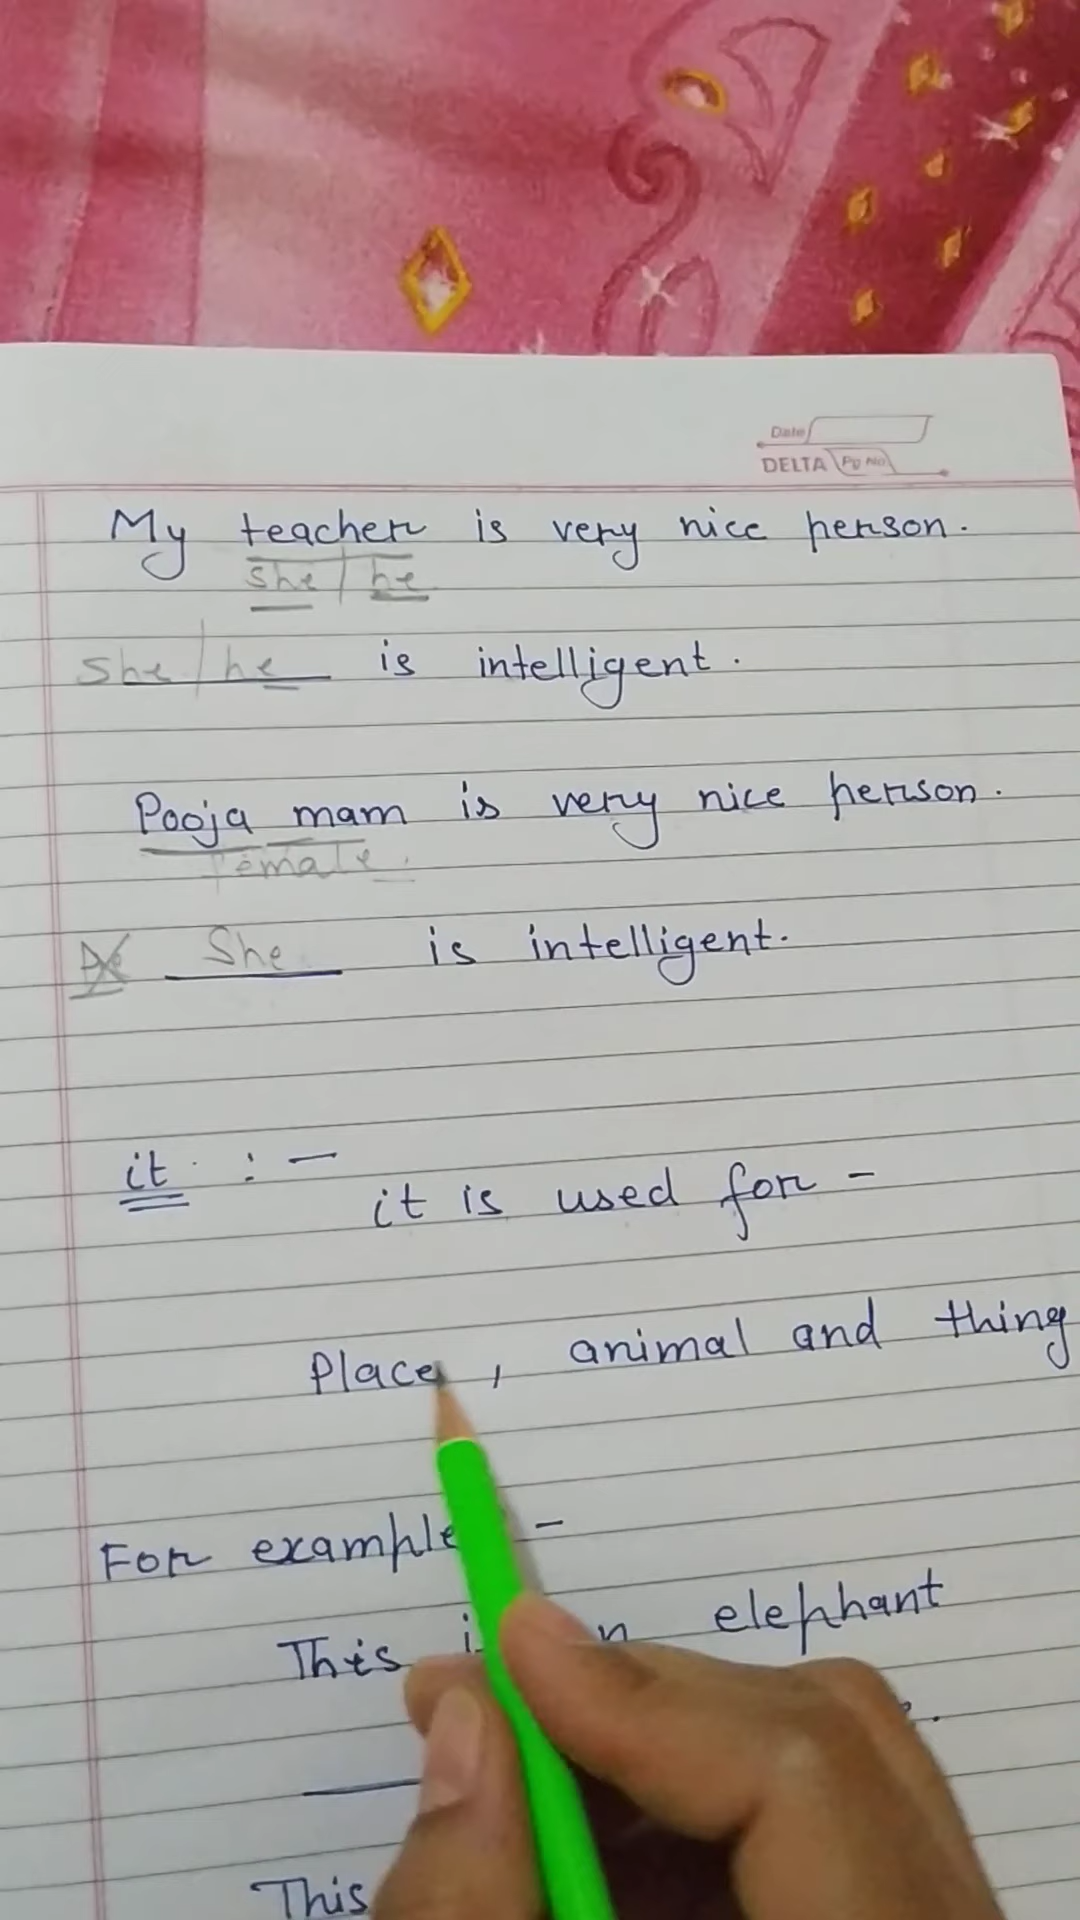 Date
DELTA Pg No
My teacher is very nice person.
she / he
she / he is intelligent.
Pooja mam is very nice person.
Female.
She is intelligent.
it : -
it is used for -
Place, animal and thing
For example -
This elephant
This